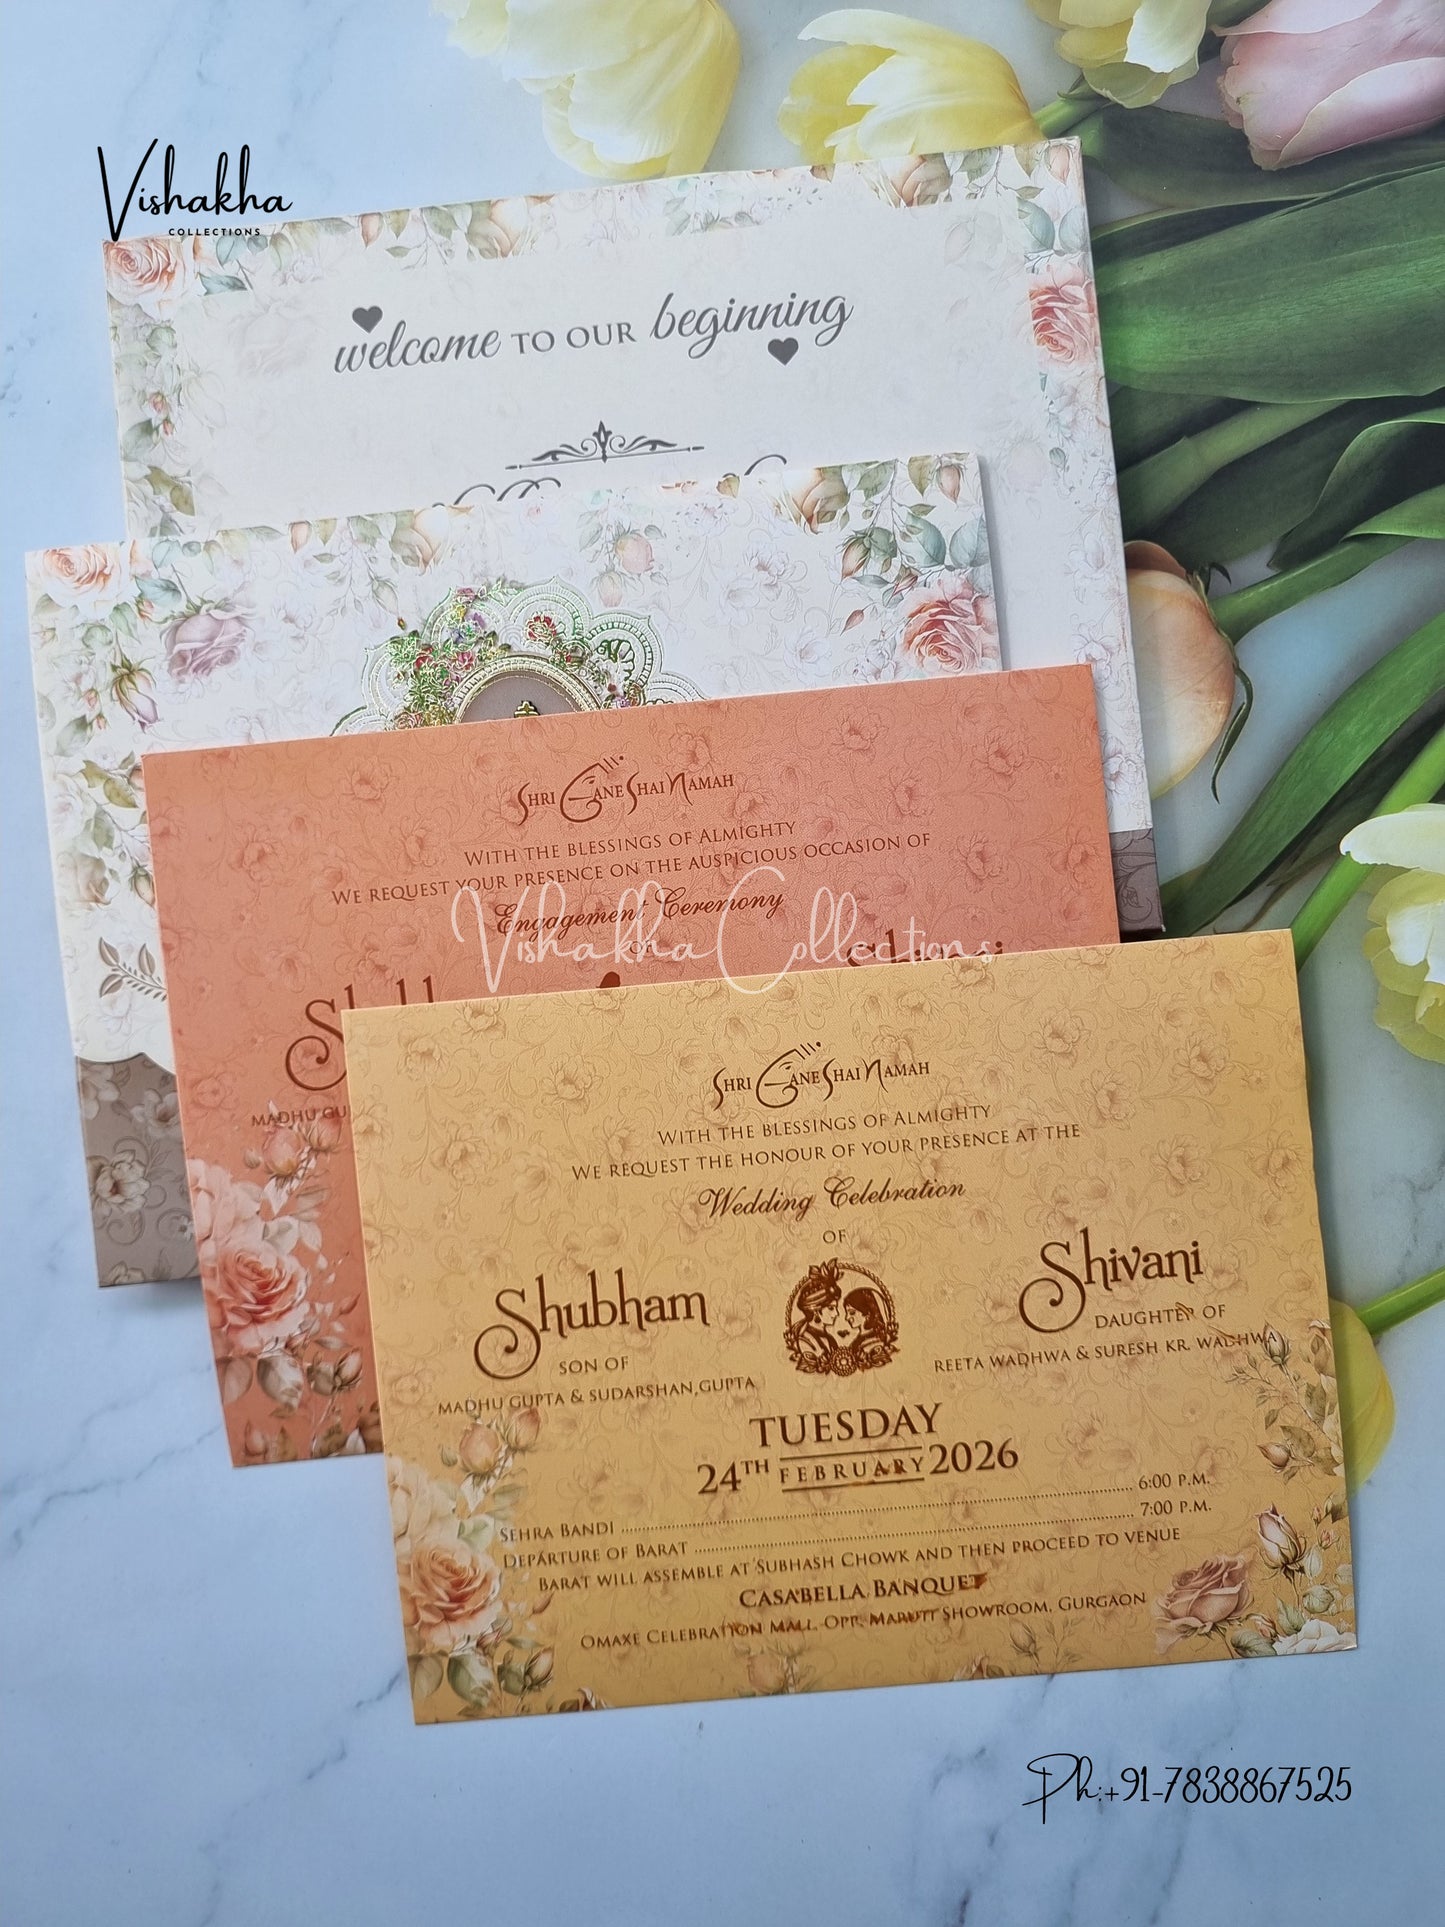 Vishakha
COLLECTIONS
welcome TO OUR beginning
SHRI GANESHAI NAMAH
WITH THE BLESSINGS OF ALMIGHTY
WE REQUEST YOUR PRESENCE ON THE AUSPICIOUS OCCASION OF
Engagement Ceremony
OF
Vishakha Collections
Shivani
MADHU GU
SHRI GANESHAI NAMAH
WITH THE BLESSINGS OF ALMIGHTY
WE REQUEST THE HONOUR OF YOUR PRESENCE AT THE
Wedding Celebration
OF
Shubham
SON OF
MADHU GUPTA & SUDARSHAN GUPTA
Shivani
DAUGHTER OF
REETA WADHWA & SURESH KR. WADHWA
TUESDAY
24TH FEBRUARY 2026
SEHRA BANDI ........ 6:00 P.M.
DEPARTURE OF BARAT ........ 7:00 P.M.
BARAT WILL ASSEMBLE AT SUBHASH CHOWK AND THEN PROCEED TO VENUE
CASABELLA BANQUET
OMAXE CELEBRATION MALL, OPP. MARUTI SHOWROOM, GURGAON
Ph:+91-7838867525